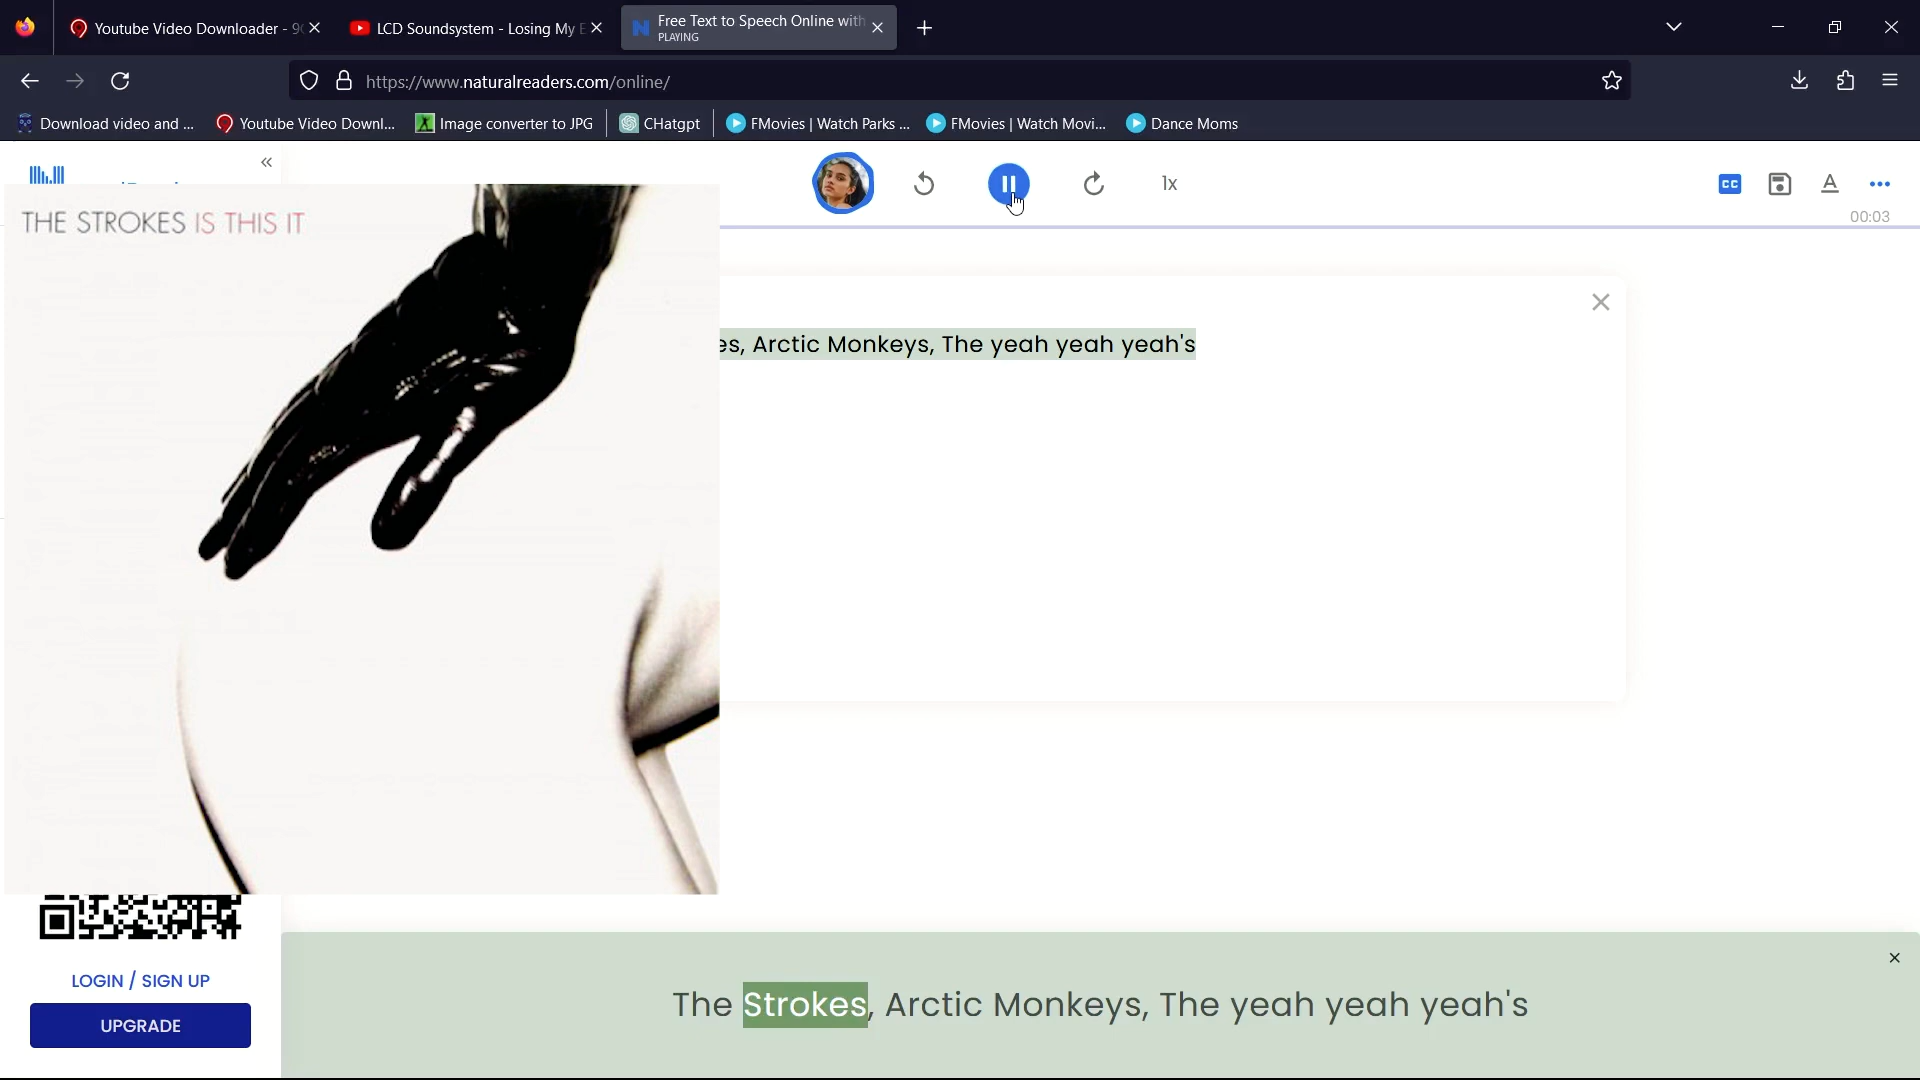 Youtube Video Downloader - 9
LCD Soundsystem - Losing My E
Free Text to Speech Online with
PLAYING
https://www.naturalreaders.com/online/
Download video and ...
Youtube Video Downl...
Image converter to JPG
CHatgpt
FMovies | Watch Parks ...
FMovies | Watch Movi...
Dance Moms
1x
CC
00:03
THE STROKES IS THIS IT
es, Arctic Monkeys, The yeah yeah yeah's
LOGIN / SIGN UP
UPGRADE
The Strokes, Arctic Monkeys, The yeah yeah yeah's